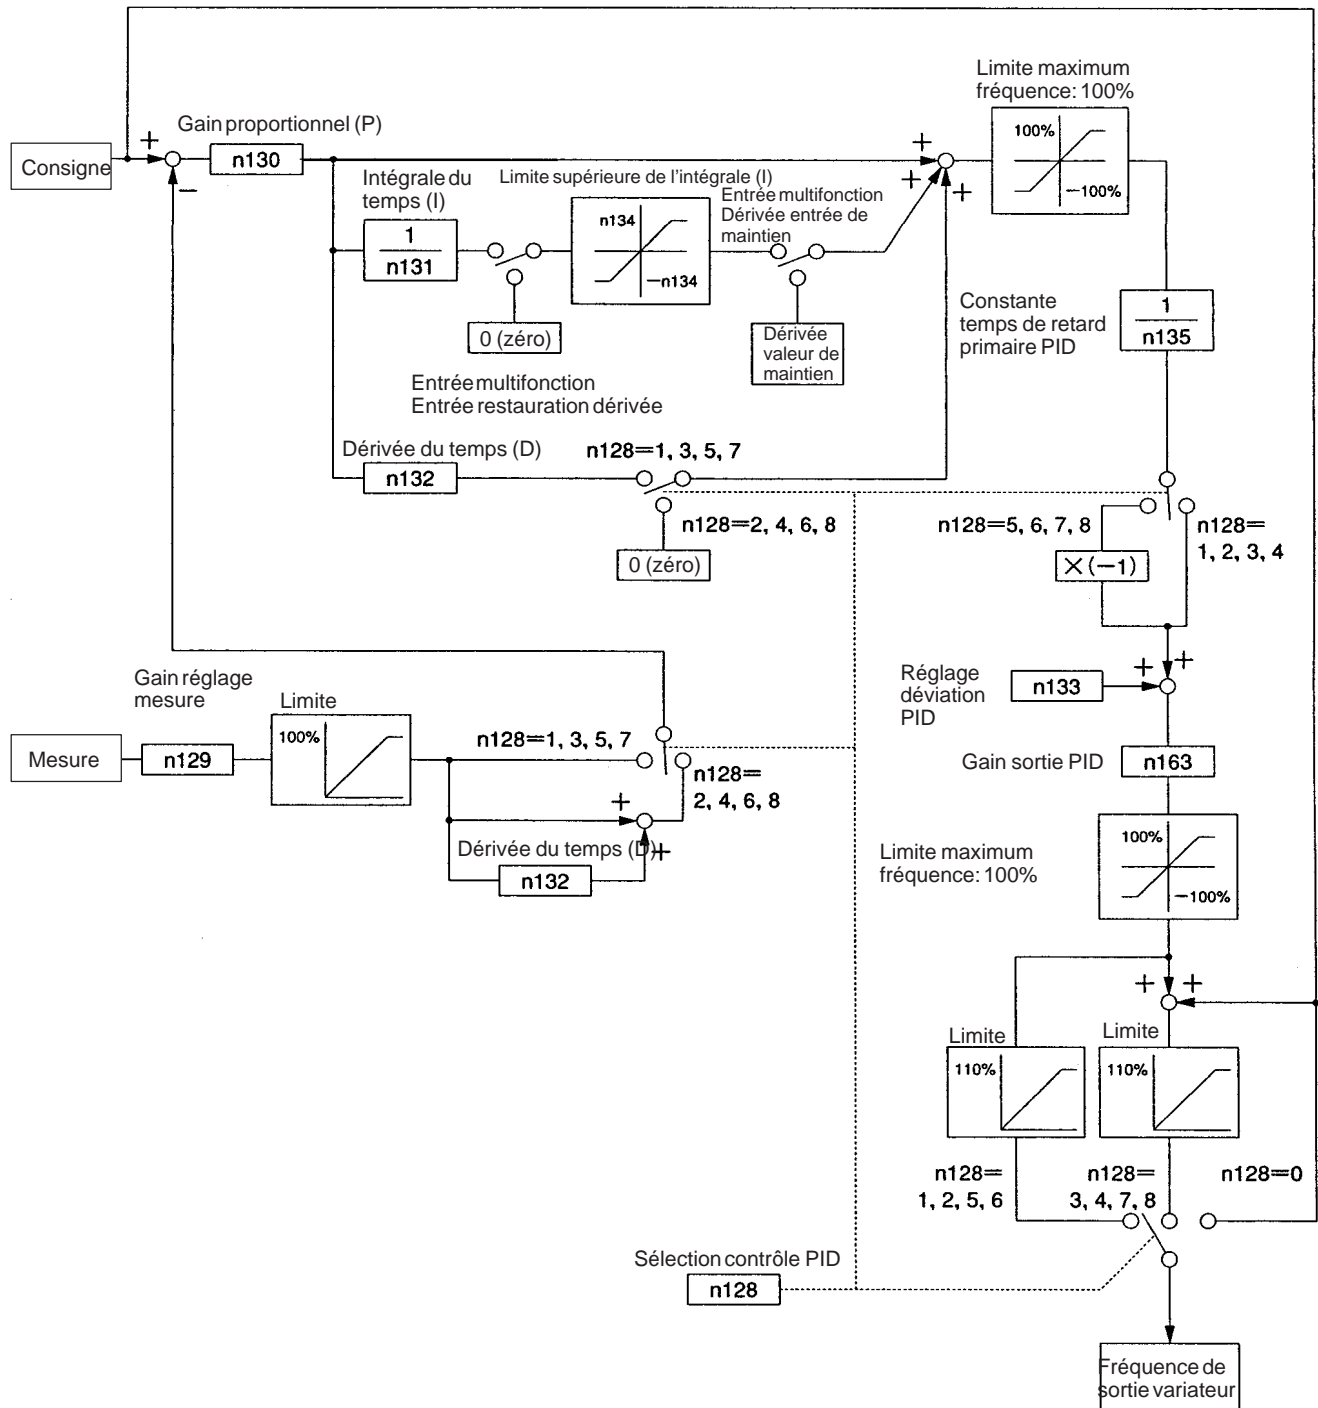 Limite maximum
fréquence: 100%
100%
−100%
Gain proportionnel (P)
+
−
Consigne
n130
+
+
+
Intégrale du
temps (I)
1
n131
Limite supérieure de l'intégrale (I)
n134
−n134
Entrée multifonction
Dérivée entrée de
maintien
0 (zéro)
Dérivée
valeur de
maintien
Constante
temps de retard
primaire PID
1
n135
Entrée multifonction
Entrée restauration dérivée
Dérivée du temps (D)
n132
n128=1, 3, 5, 7
n128=2, 4, 6, 8
0 (zéro)
n128=5, 6, 7, 8
n128=
1, 2, 3, 4
×(−1)
Réglage
déviation
PID
n133
+
+
Gain réglage
mesure
Limite
100%
Mesure
n129
n128=1, 3, 5, 7
n128=
2, 4, 6, 8
+
Dérivée du temps (D)
+
n132
Gain sortie PID
n163
Limite maximum
fréquence: 100%
100%
−100%
+
+
Limite
110%
Limite
110%
n128=
1, 2, 5, 6
n128=
3, 4, 7, 8
n128=0
Sélection contrôle PID
n128
Fréquence de
sortie variateur